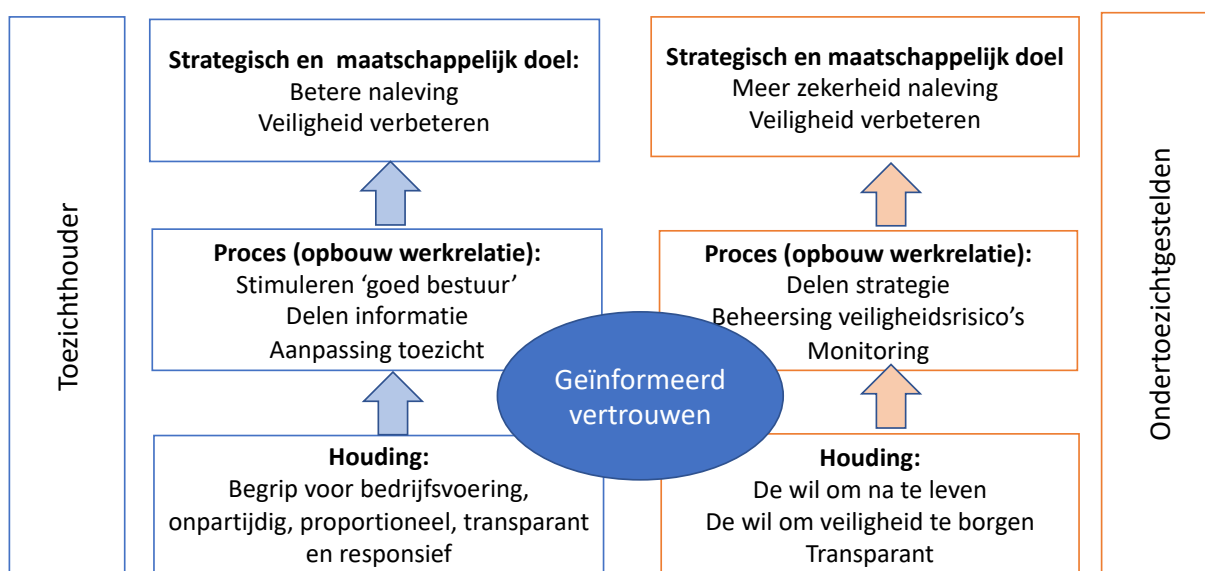 Toezichthouder
Strategisch en maatschappelijk doel:
Betere naleving
Veiligheid verbeteren
Proces (opbouw werkrelatie):
Stimuleren ‘goed bestuur’
Delen informatie
Aanpassing toezicht
Houding:
Begrip voor bedrijfsvoering,
onpartijdig, proportioneel, transparant
en responsief
Geïnformeerd
vertrouwen
Strategisch en maatschappelijk doel
Meer zekerheid naleving
Veiligheid verbeteren
Proces (opbouw werkrelatie):
Delen strategie
Beheersing veiligheidsrisico’s
Monitoring
Houding:
De wil om na te leven
De wil om veiligheid te borgen
Transparant
Ondertoezichtgestelden